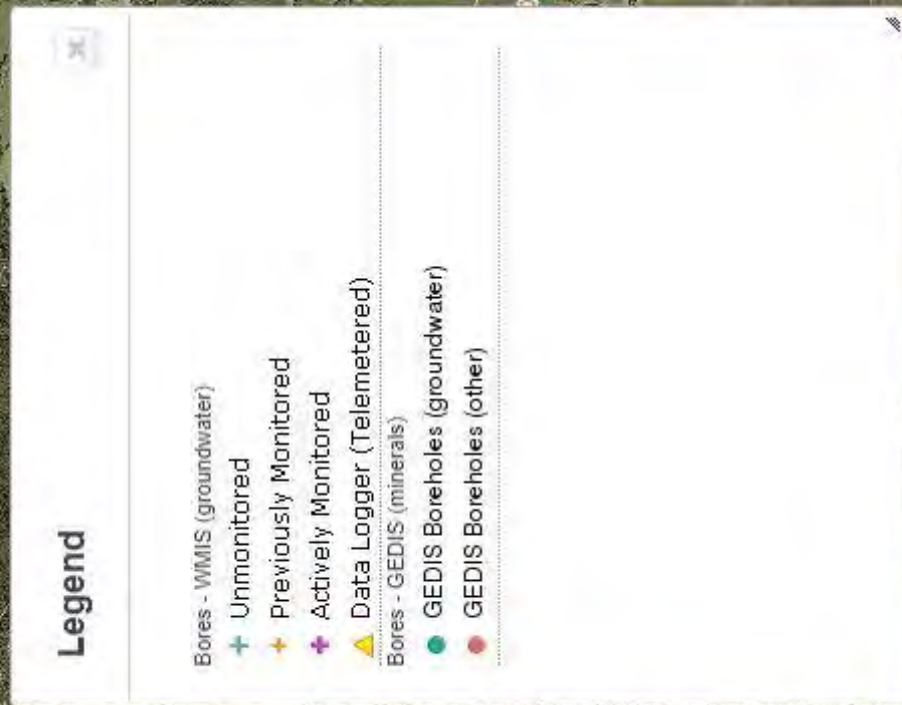 Legend
Bores - WMIS (groundwater)
Unmonitored
Previously Monitored
Actively Monitored
Data Logger (Telemetered)
Bores - GEDIS (minerals)
GEDIS Boreholes (groundwater)
GEDIS Boreholes (other)